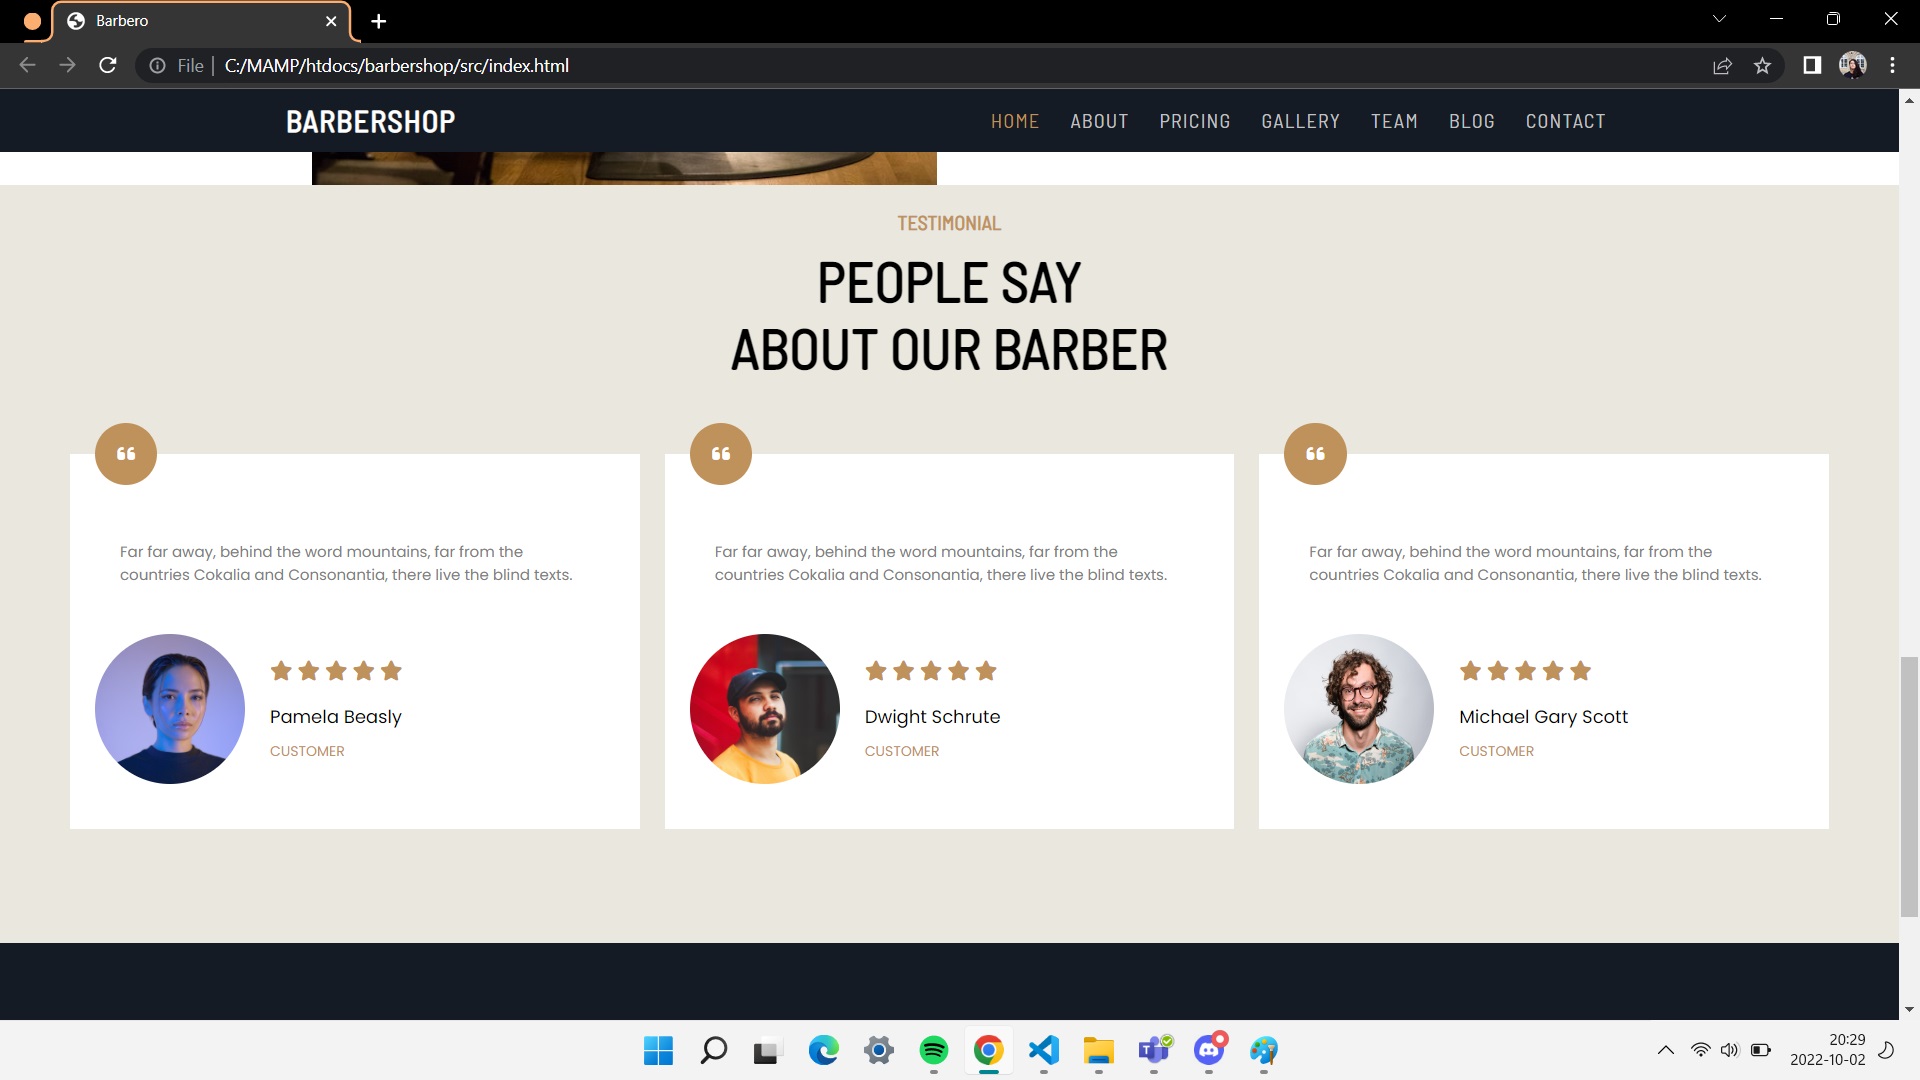 Barbero
File
C:/MAMP/htdocs/barbershop/src/index.html
BARBERSHOP
HOME ABOUT PRICING GALLERY TEAM BLOG CONTACT
TESTIMONIAL
PEOPLE SAY
ABOUT OUR BARBER
Far far away, behind the word mountains, far from the
countries Cokalia and Consonantia, there live the blind texts.
Pamela Beasly
CUSTOMER
Far far away, behind the word mountains, far from the
countries Cokalia and Consonantia, there live the blind texts.
Dwight Schrute
CUSTOMER
Far far away, behind the word mountains, far from the
countries Cokalia and Consonantia, there live the blind texts.
Michael Gary Scott
CUSTOMER
20:29
2022-10-02